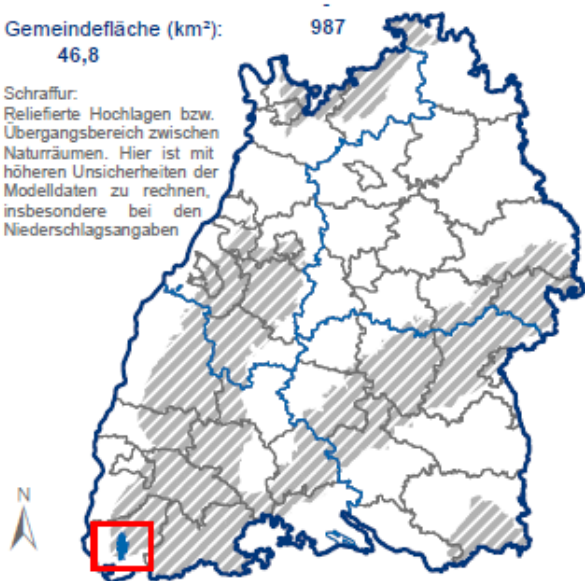 -
Gemeindefläche (km²): 987
46,8
Schraffur:
Reliefierte Hochlagen bzw.
Übergangsbereich zwischen
Naturräumen. Hier ist mit
höheren Unsicherheiten der
Modelldaten zu rechnen,
insbesondere bei den
Niederschlagsangaben
N